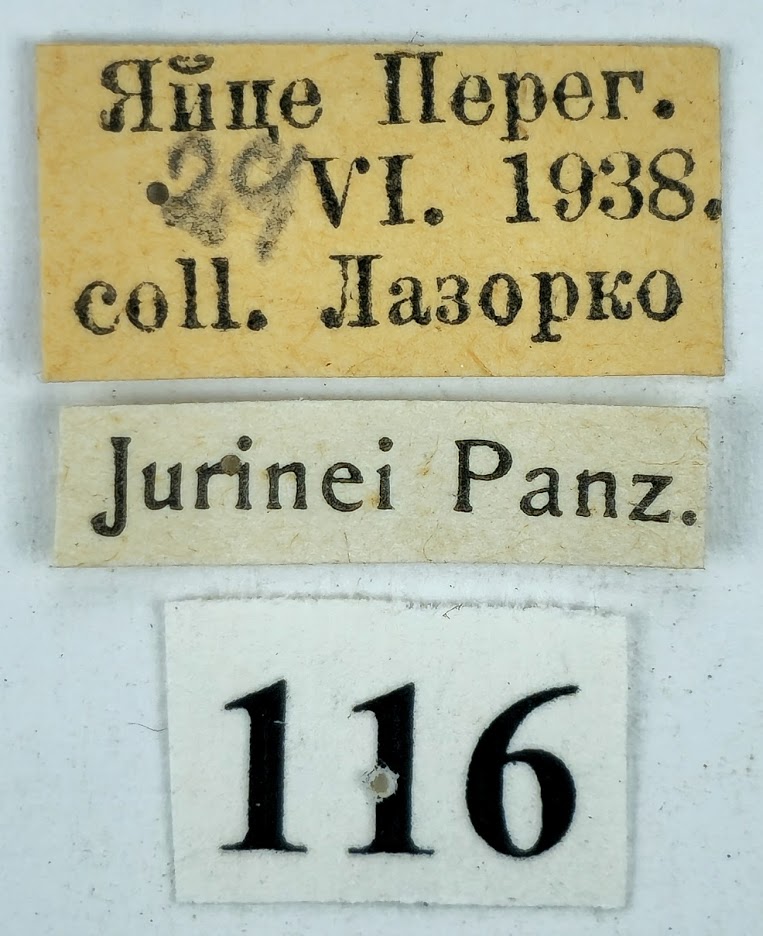 Яйце Перег.
29 VI. 1938.
coll. Лазорко
Jurinei Panz.
116